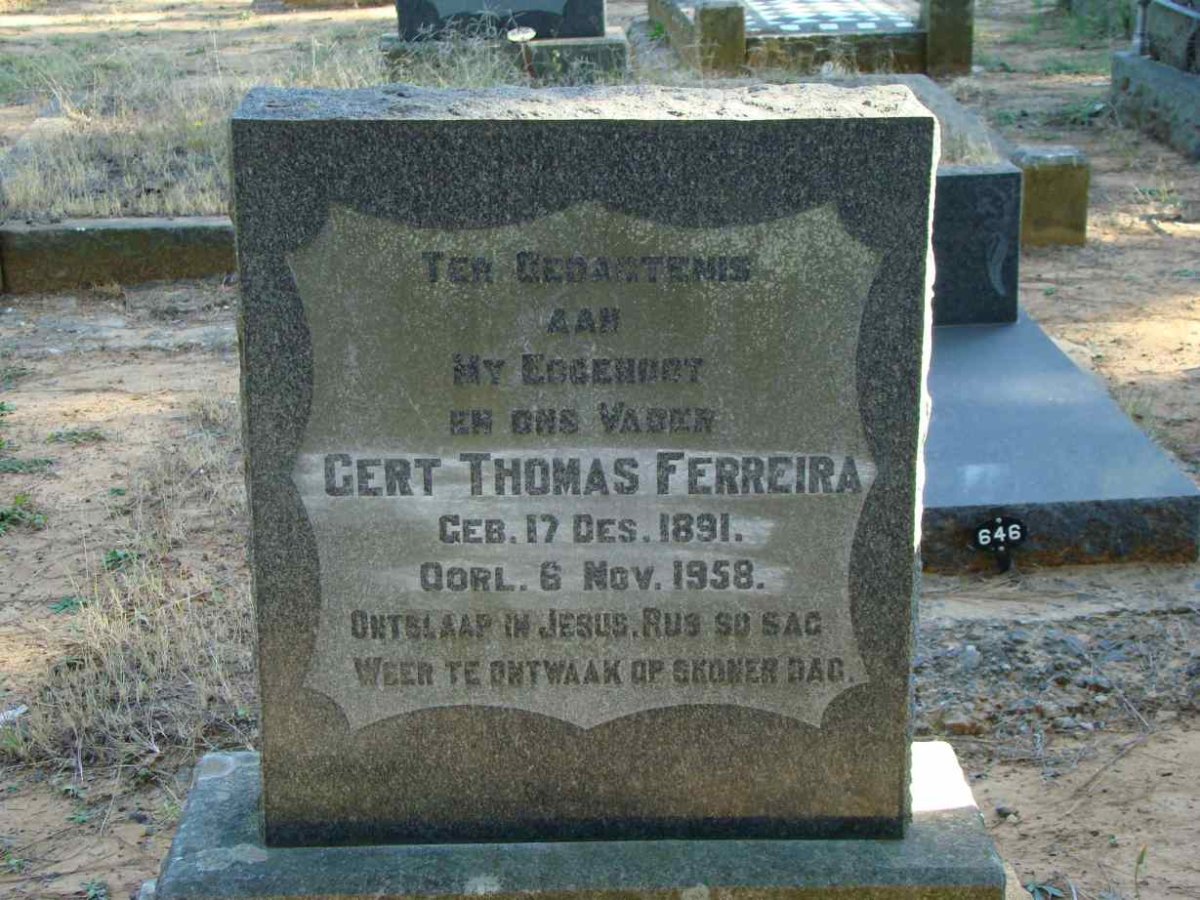 TER GEDAGTENIS
AAN
MY EGGENOOT
EN ONS VADER
GERT THOMAS FERREIRA
GEB. 17 DES. 1891.
OORL. 6 NOV. 1958.
ONTSLAAP IN JESUS. RUS SO SAG
WEER TE ONTWAAK OP SKONER DAG.
646